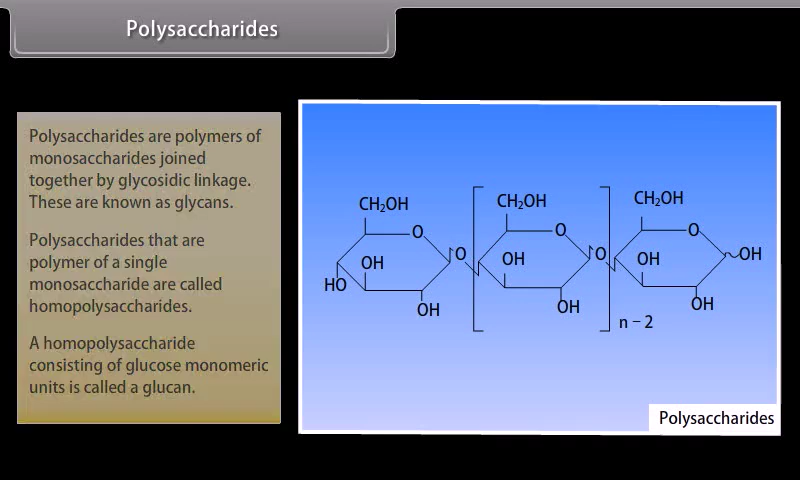 Polysaccharides
Polysaccharides are polymers of
monosaccharides joined
together by glycosidic linkage.
These are known as glycans.
Polysaccharides that are
polymer of a single
monosaccharide are called
homopolysaccharides.
A homopolysaccharide
consisting of glucose monomeric
units is called a glucan.
CH₂OH CH₂OH CH₂OH
O O O
O O OH
OH OH OH
HO
OH OH OH
n – 2
Polysaccharides